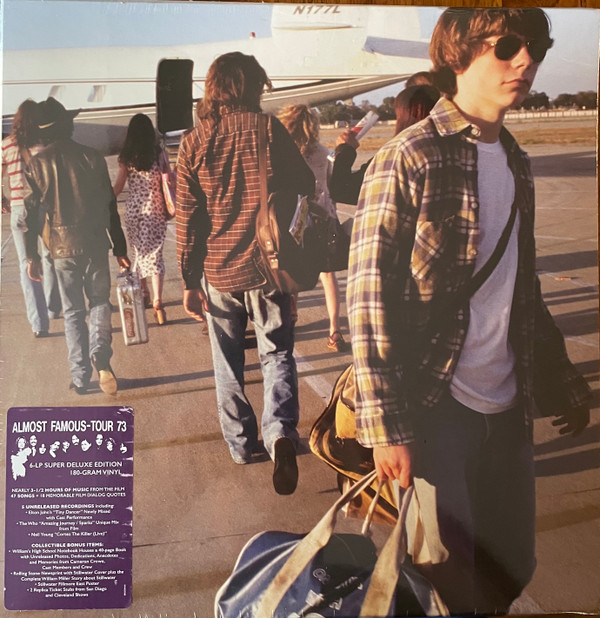 N177L
ALMOST FAMOUS-TOUR 73
6-LP SUPER DELUXE EDITION
180-GRAM VINYL
NEARLY 3-1/2 HOURS OF MUSIC FROM THE FILM
47 SONGS + 18 MEMORABLE FILM DIALOG QUOTES
5 UNRELEASED RECORDINGS including:
• Elton John's "Tiny Dancer" Newly Mixed
with Cast Performance
• The Who "Amazing Journey / Sparks" Unique Mix
from Film
• Neil Young "Cortez The Killer (Live)"
COLLECTIBLE BONUS ITEMS:
• William's High School Notebook Houses a 40-page Book
with Unreleased Photos, Dedications, Anecdotes
and Memories from Cameron Crowe,
Cast Members and Crew
• Rolling Stone Newsprint with Stillwater Cover plus the
Complete William Miller Story about Stillwater
• Stillwater Fillmore East Poster
• 2 Replica Ticket Stubs from San Diego
and Cleveland Shows